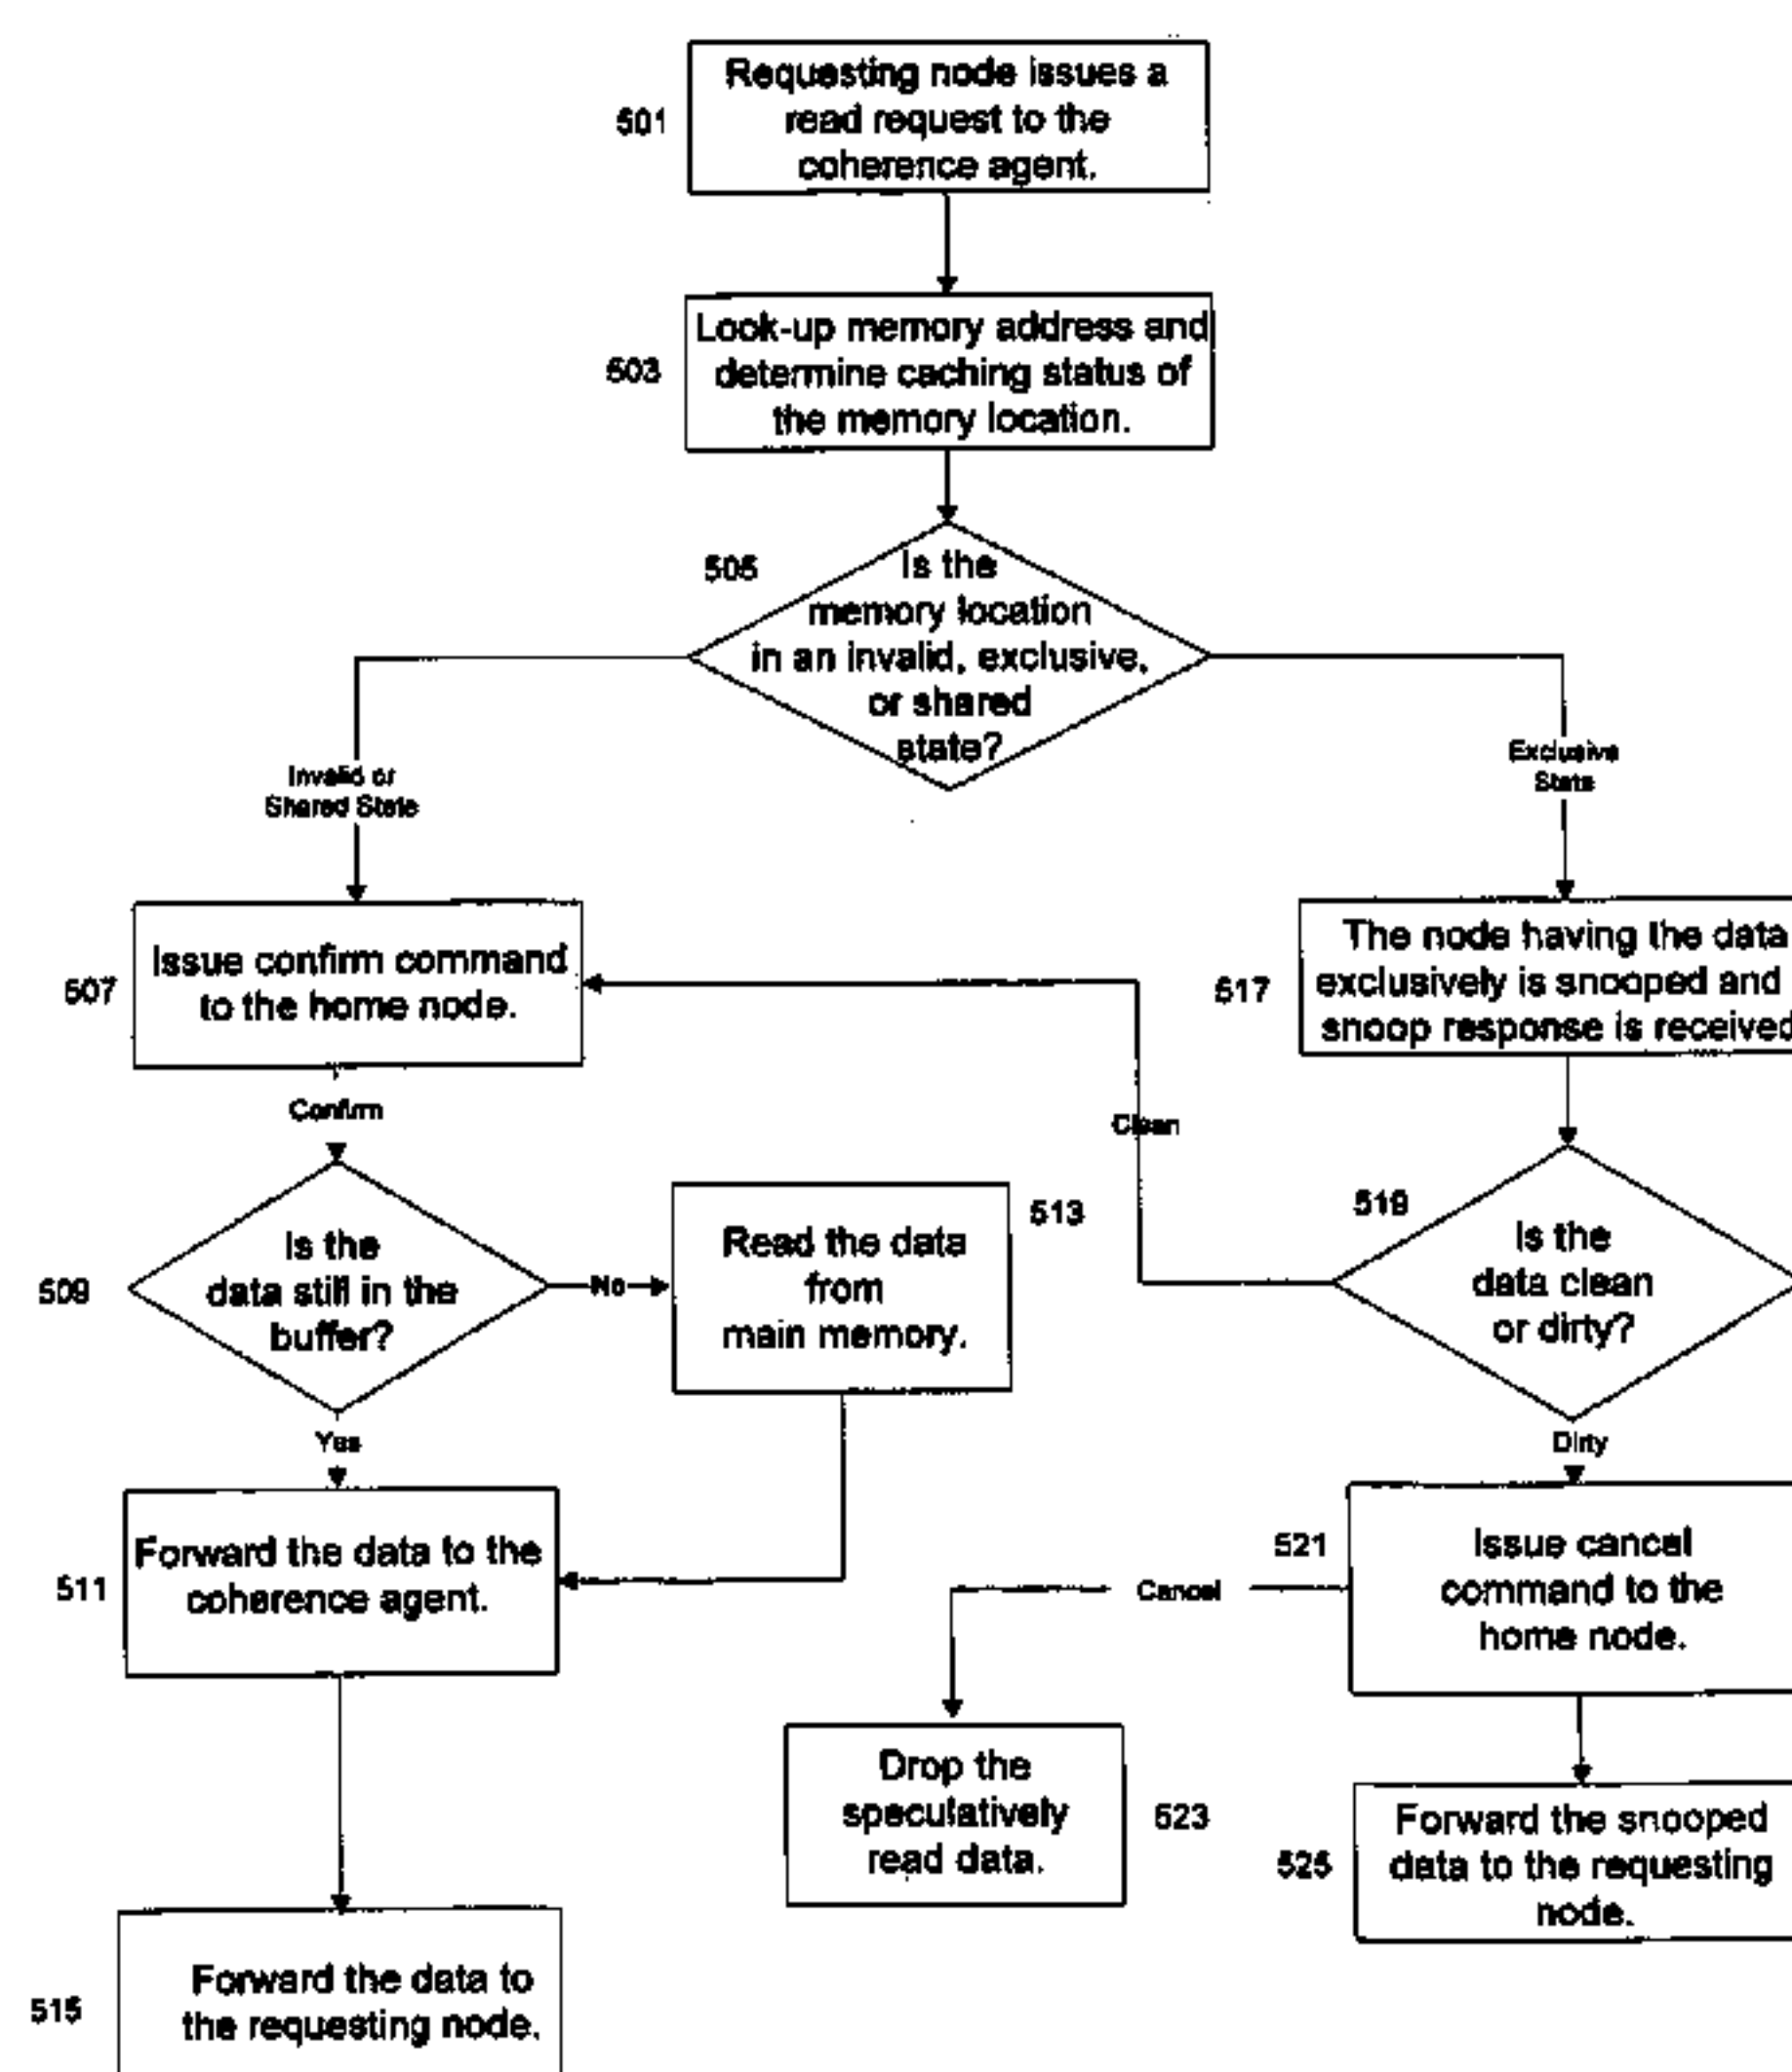 Requesting node issues a
read request to the
coherence agent.
501
Look-up memory address and
determine caching status of
the memory location.
503
505
Is the
memory location
in an invalid, exclusive,
or shared
state?
Invalid or
Shared State
Exclusive
State
Issue confirm command
to the home node.
507
The node having the data
exclusively is snooped and
snoop response is received
517
Confirm
Clean
509
Is the
data still in the
buffer?
No
Read the data
from
main memory.
513
519
Is the
data clean
or dirty?
Yes
Dirty
Forward the data to the
coherence agent.
511
Cancel
521
Issue cancel
command to the
home node.
Drop the
speculatively
read data.
523
525
Forward the snooped
data to the requesting
node.
515
Forward the data to
the requesting node.